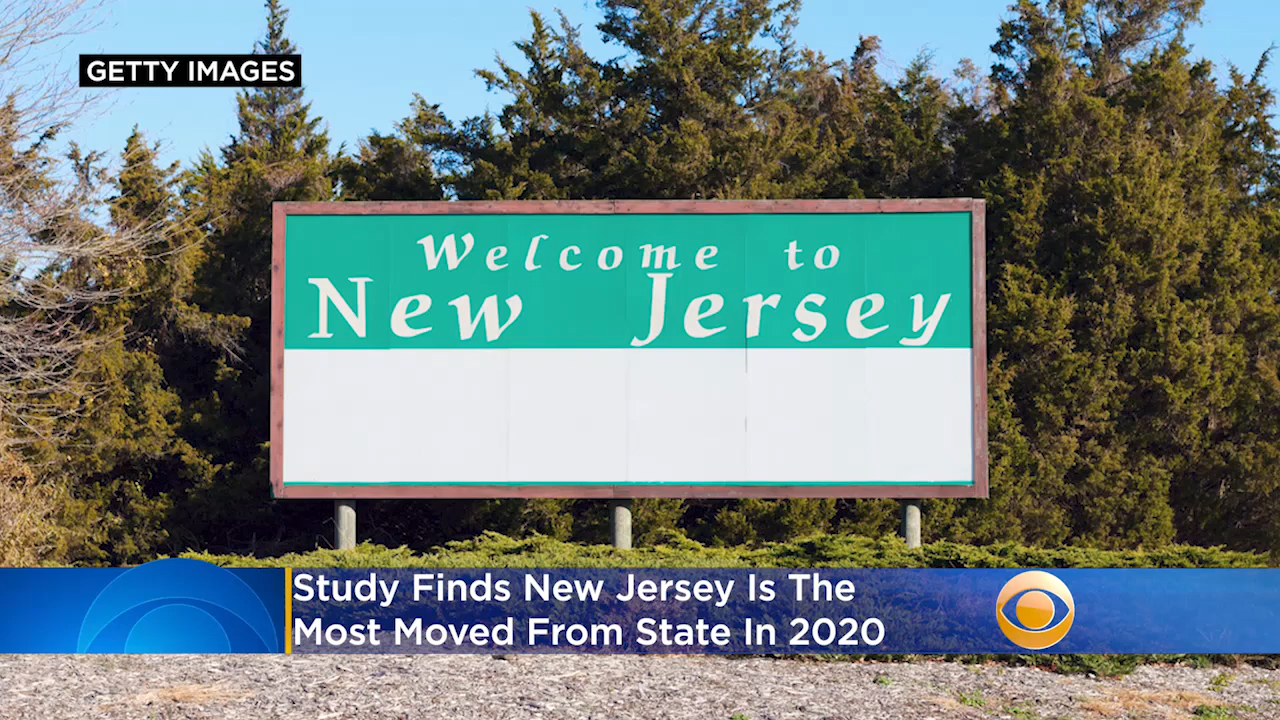 GETTY IMAGES
Welcome to
New Jersey
Study Finds New Jersey Is The
Most Moved From State In 2020